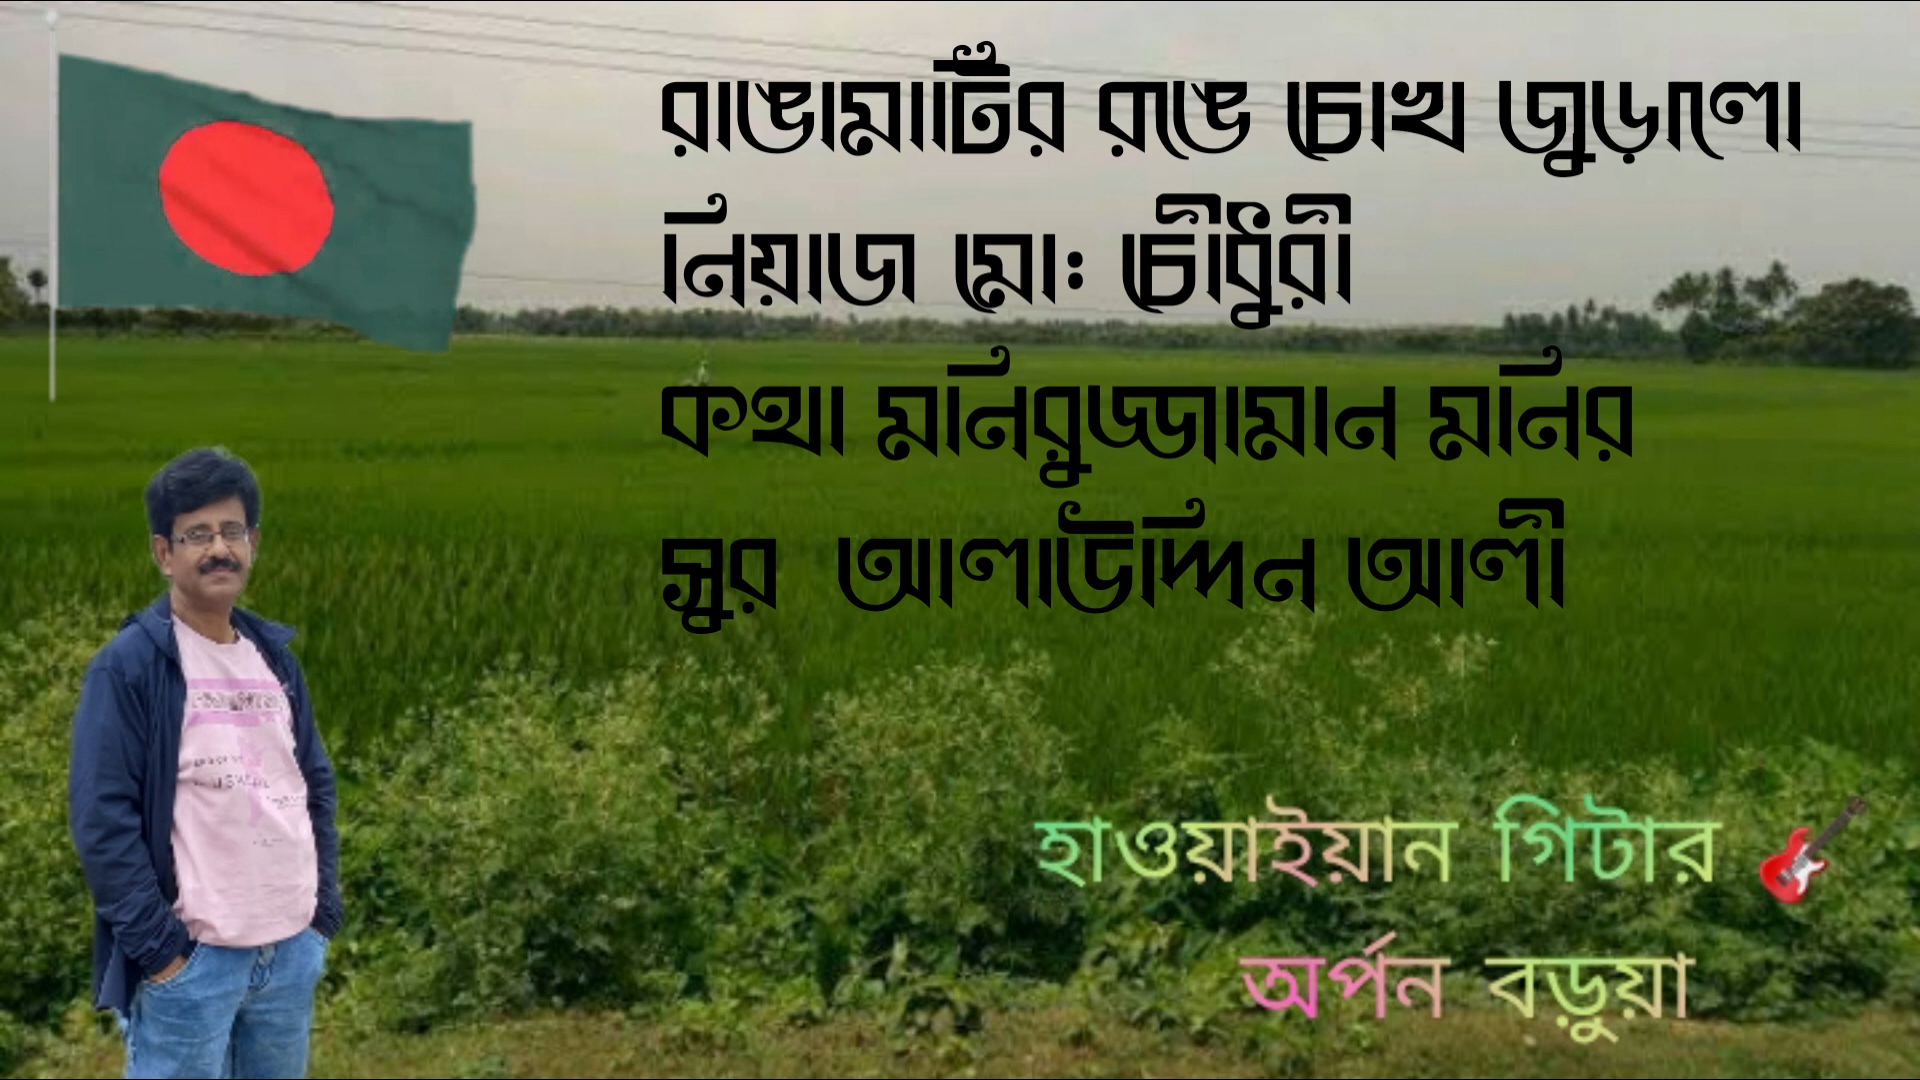 রাঙামাটির রঙে চোখ জুড়ালো
নিয়াজ মোঃ চৌধুরী
কথা মনিরুজ্জামান মনির
সুর আলাউদ্দিন আলী
হাওয়াইয়ান গিটার
অর্পন বড়ুয়া